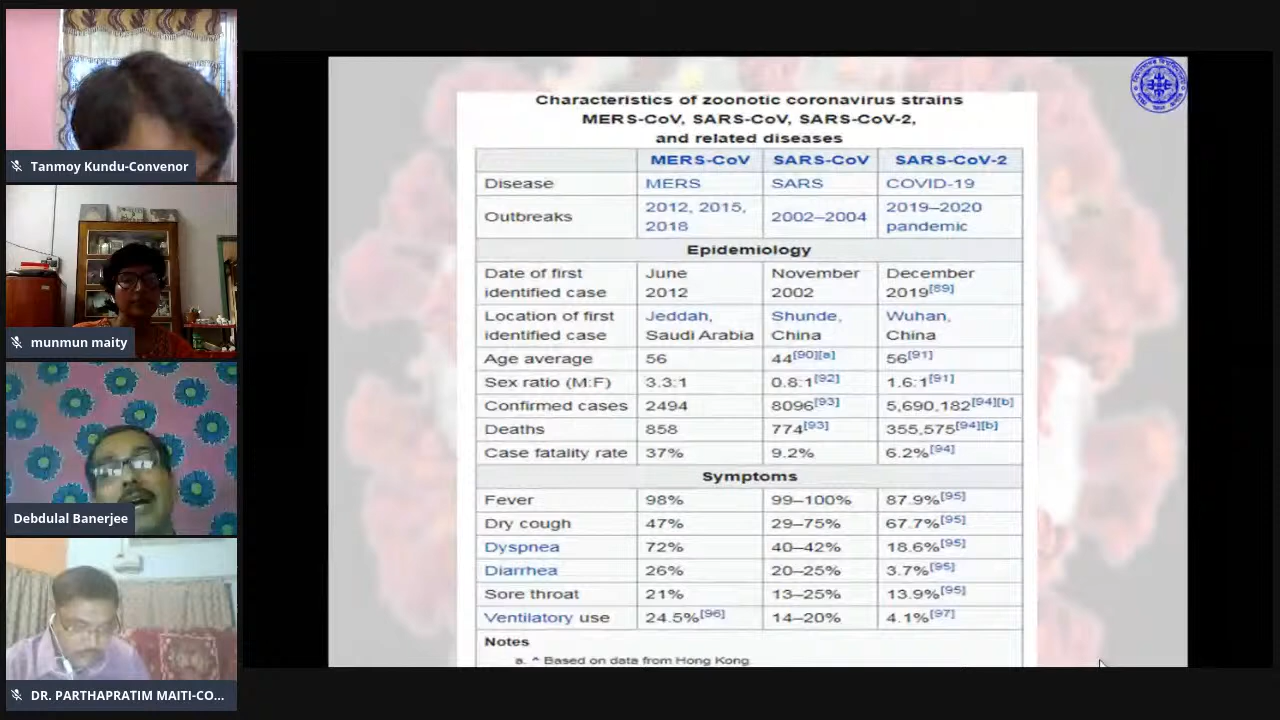 Tanmoy Kundu-Convenor
munmun maity
Debdulal Banerjee
DR. PARTHAPRATIM MAITI-CO...
Characteristics of zoonotic coronavirus strains
MERS-CoV, SARS-CoV, SARS-CoV-2,
and related diseases
MERS-CoV SARS-CoV SARS-CoV-2
Disease MERS SARS COVID-19
Outbreaks 2012, 2015, 2018 2002–2004 2019–2020 pandemic
Epidemiology
Date of first identified case June 2012 November 2002 December 2019[89]
Location of first identified case Jeddah, Saudi Arabia Shunde, China Wuhan, China
Age average 56 44[90][a] 56[91]
Sex ratio (M:F) 3.3:1 0.8:1[92] 1.6:1[91]
Confirmed cases 2494 8096[93] 5,690,182[94][b]
Deaths 858 774[93] 355,575[94][b]
Case fatality rate 37% 9.2% 6.2%[94]
Symptoms
Fever 98% 99–100% 87.9%[95]
Dry cough 47% 29–75% 67.7%[95]
Dyspnea 72% 40–42% 18.6%[95]
Diarrhea 26% 20–25% 3.7%[95]
Sore throat 21% 13–25% 13.9%[95]
Ventilatory use 24.5%[96] 14–20% 4.1%[97]
Notes
a. ^ Based on data from Hong Kong